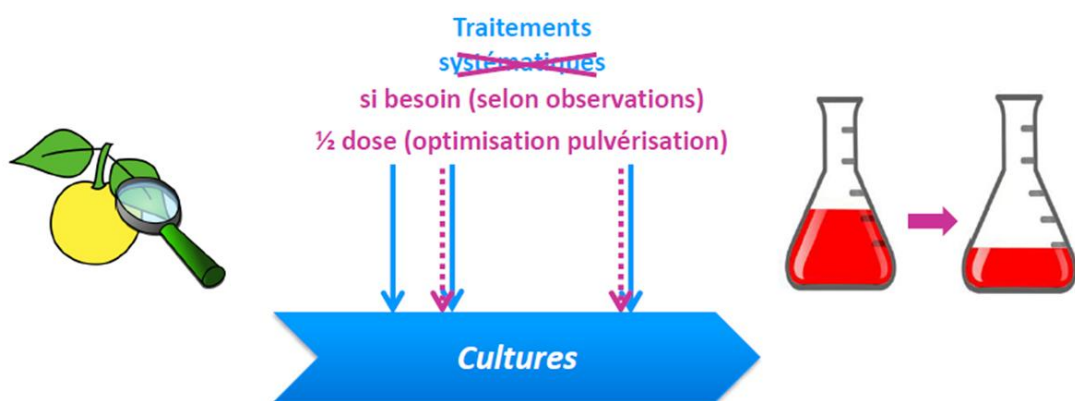 Traitements
systématiques
si besoin (selon observations)
½ dose (optimisation pulvérisation)
Cultures